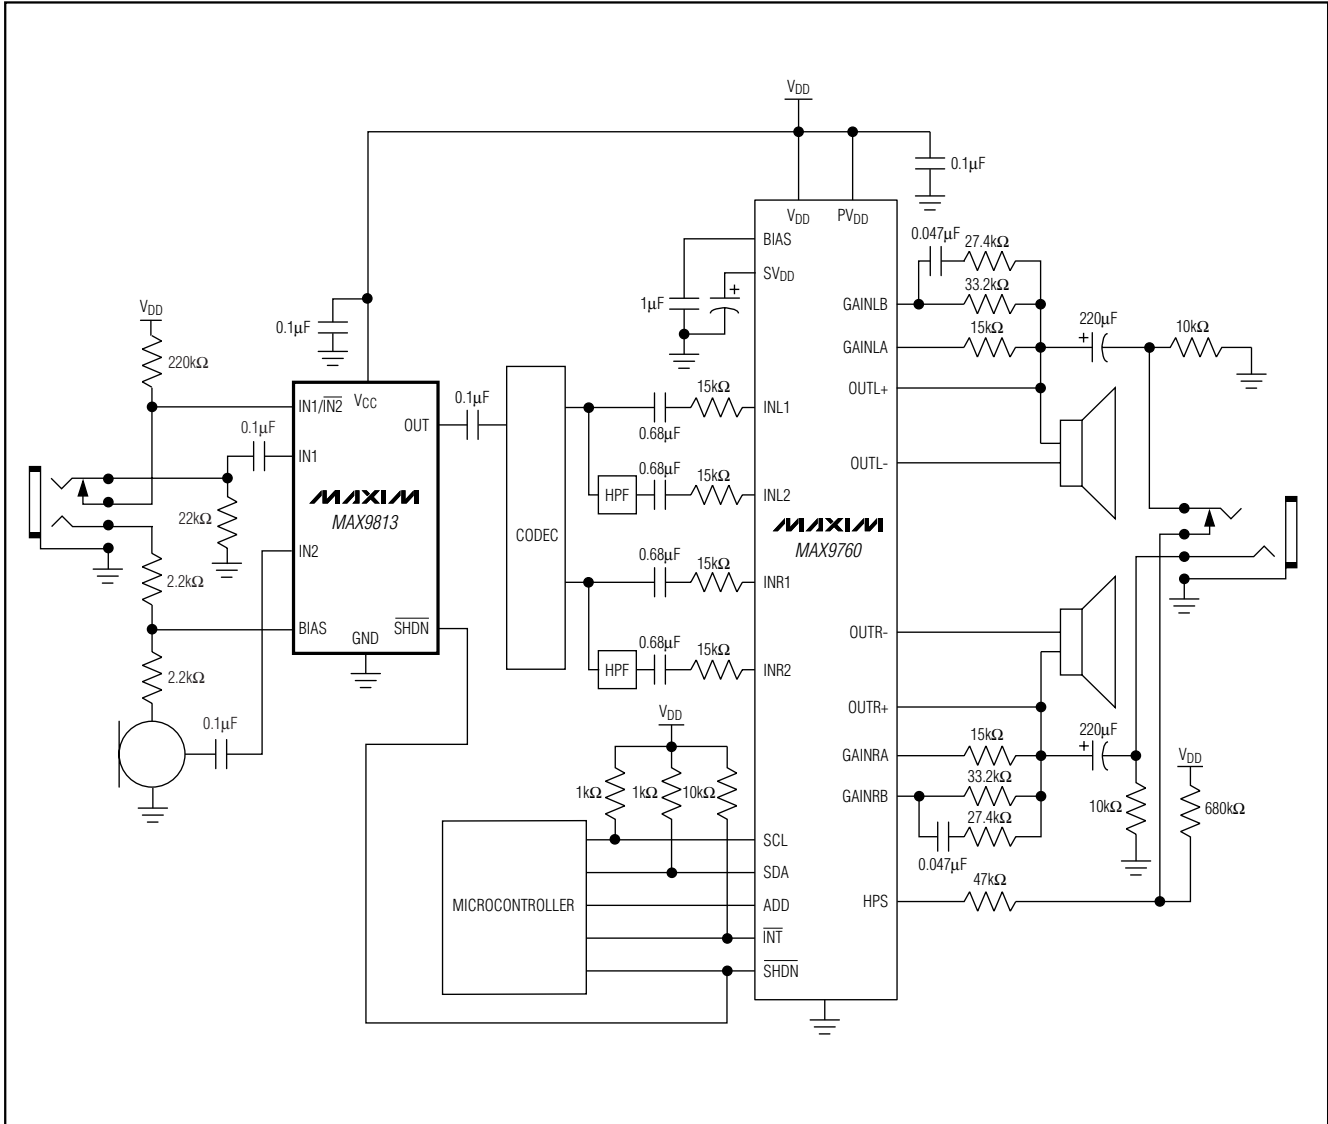 VDD
0.1µF
VDD
PVDD
BIAS
SVDD
1µF
0.047µF
27.4kΩ
33.2kΩ
GAINLB
15kΩ
GAINLA
220µF
+
10kΩ
OUTL+
OUTL-
VDD
220kΩ
0.1µF
VCC
IN1/IN2
OUT
0.1µF
0.1µF
IN1
MAXIM
MAX9813
22kΩ
IN2
2.2kΩ
BIAS
GND
SHDN
2.2kΩ
0.1µF
CODEC
15kΩ
0.68µF
INL1
0.68µF
15kΩ
HPF
INL2
MAXIM
MAX9760
0.68µF
15kΩ
INR1
0.68µF
15kΩ
HPF
INR2
+
OUTR-
OUTR+
15kΩ
GAINRA
220µF
+
33.2kΩ
GAINRB
27.4kΩ
0.047µF
10kΩ
VDD
680kΩ
47kΩ
HPS
VDD
1kΩ
1kΩ
10kΩ
MICROCONTROLLER
SCL
SDA
ADD
INT
SHDN